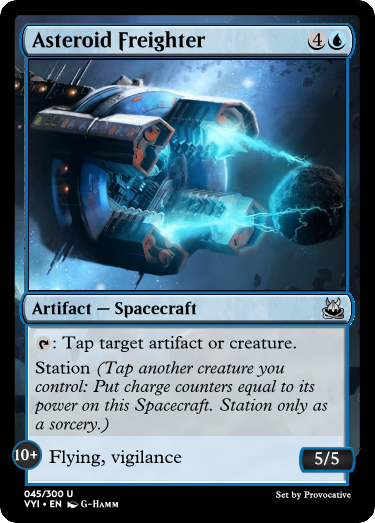 Asteroid Freighter 4
Artifact — Spacecraft
: Tap target artifact or creature.
Station (Tap another creature you
control: Put charge counters equal to its
power on this Spacecraft. Station only as
a sorcery.)
10+ Flying, vigilance
5/5
045/300 U
VYI • EN G-Hamm
Set by Provocative